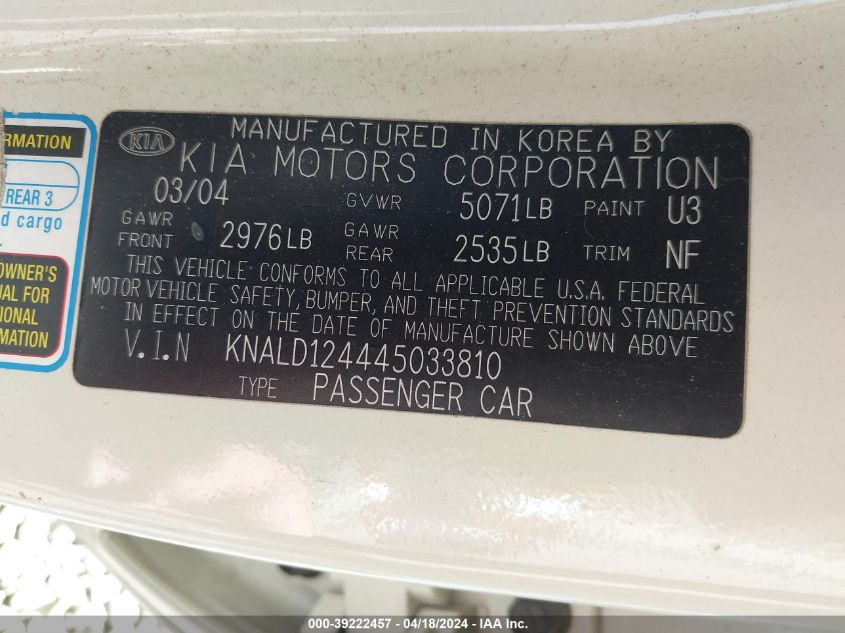 RMATION
REAR 3
d cargo
OWNER'S
AL FOR
IONAL
RMATION
KIA
MANUFACTURED IN KOREA BY
KIA MOTORS CORPORATION
03/04 GVWR 5071LB PAINT U3
GAWR FRONT 2976LB GAWR REAR 2535LB TRIM NF
THIS VEHICLE CONFORMS TO ALL APPLICABLE U.S.A. FEDERAL
MOTOR VEHICLE SAFETY, BUMPER, AND THEFT PREVENTION STANDARDS
IN EFFECT ON THE DATE OF MANUFACTURE SHOWN ABOVE
V.I.N KNALD124445033810
TYPE PASSENGER CAR
000-39222457 - 04/18/2024 - IAA Inc.